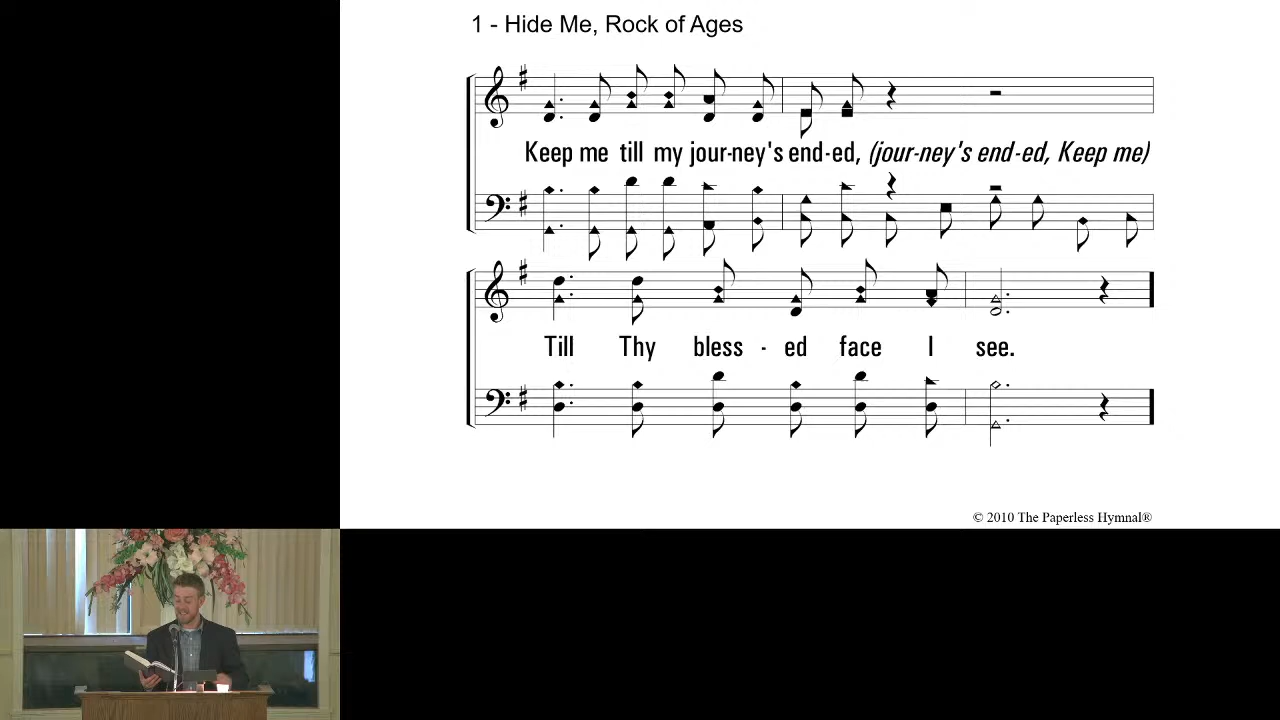 1 - Hide Me, Rock of Ages
Keep me till my jour-ney's end-ed, (jour-ney's end-ed, Keep me)
Till Thy bless - ed face I see.
© 2010 The Paperless Hymnal®